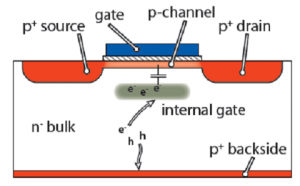 gate
p-channel
p⁺ source
p⁺ drain
e⁻ e⁻ e⁻
internal gate
n⁻ bulk
e⁻
h h
p⁺ backside